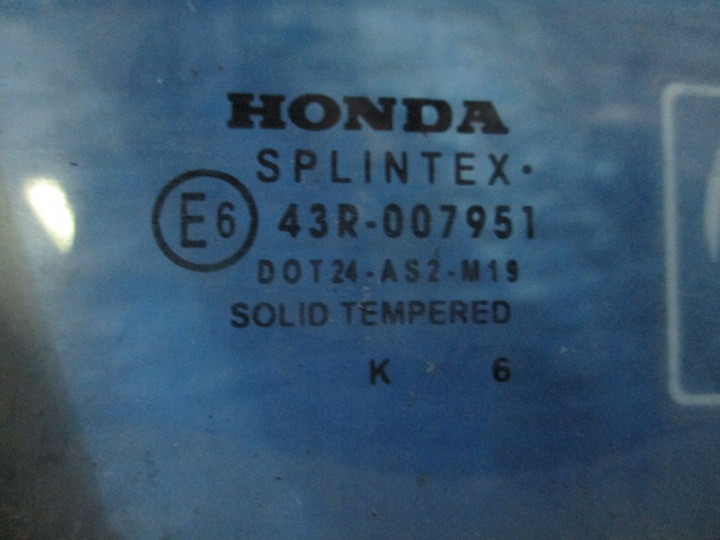 HONDA
SPLINTEX·
E6 43R-007951
DOT24-AS2-M19
SOLID TEMPERED
K 6